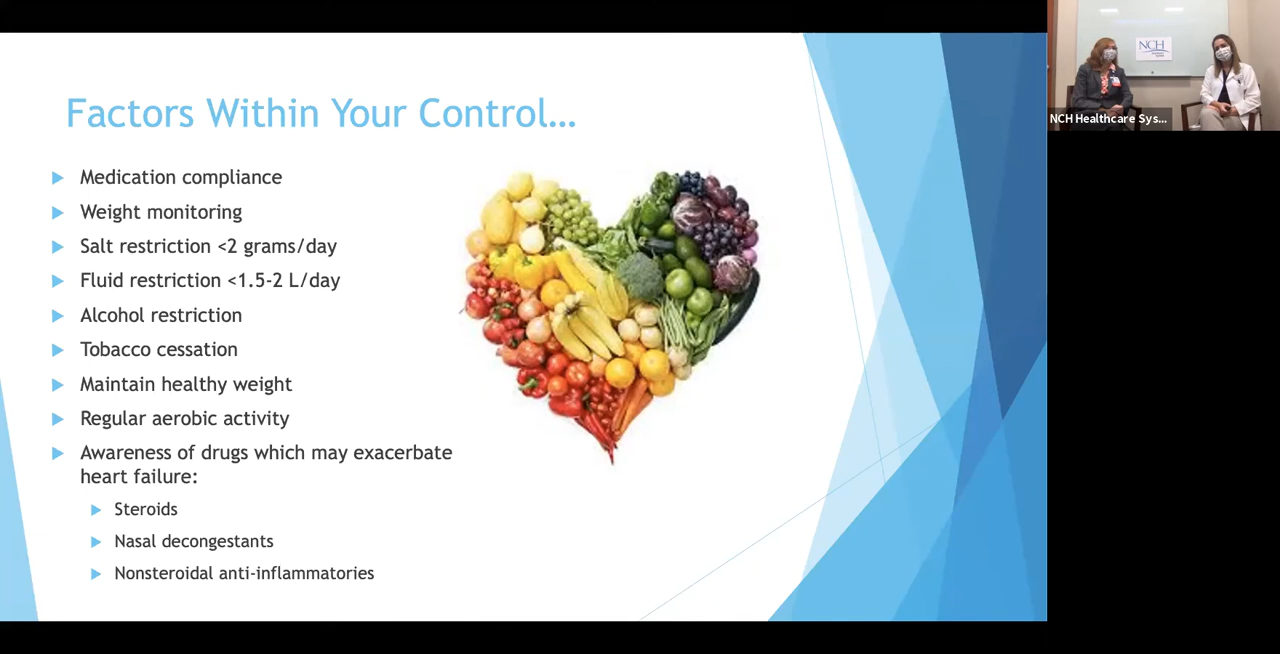 Factors Within Your Control…
Medication compliance
Weight monitoring
Salt restriction <2 grams/day
Fluid restriction <1.5-2 L/day
Alcohol restriction
Tobacco cessation
Maintain healthy weight
Regular aerobic activity
Awareness of drugs which may exacerbate
heart failure:
Steroids
Nasal decongestants
Nonsteroidal anti-inflammatories
NCH
NCH Healthcare Sys...